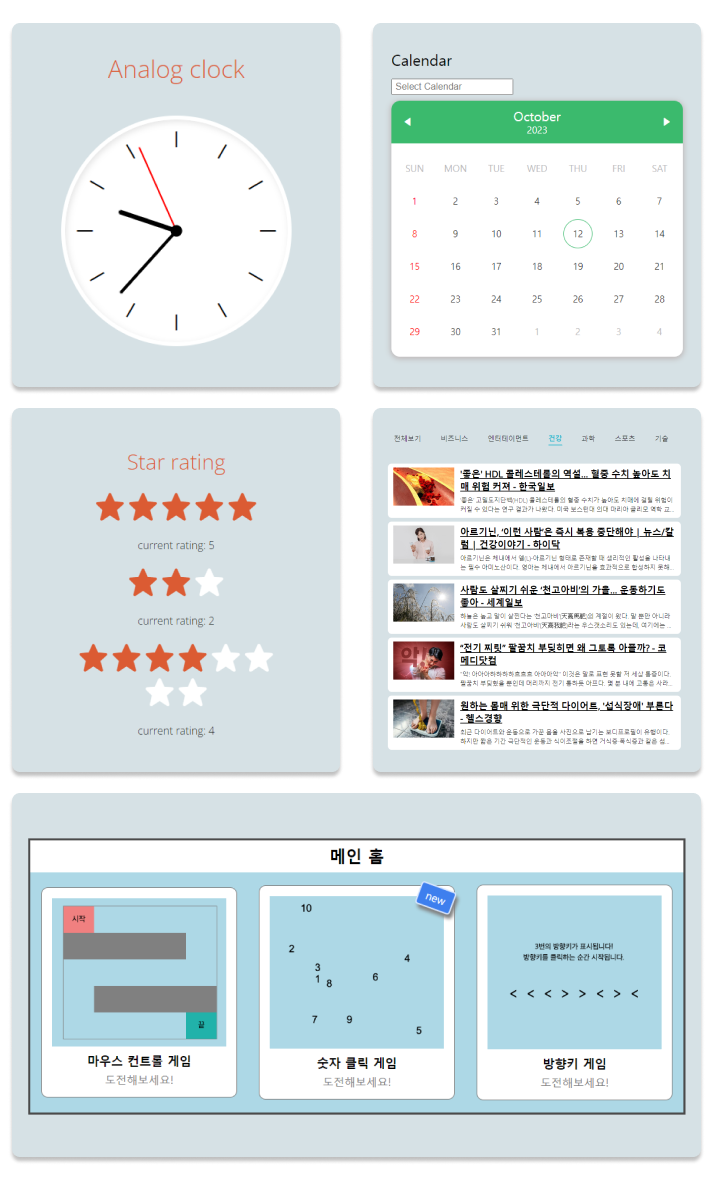 Analog clock
Calendar
Select Calendar
October
2023
SUN MON TUE WED THU FRI SAT
1 2 3 4 5 6 7
8 9 10 11 12 13 14
15 16 17 18 19 20 21
22 23 24 25 26 27 28
29 30 31 1 2 3 4
Star rating
current rating: 5
current rating: 2
current rating: 4
전체보기 비즈니스 엔터테인먼트 건강 과학 스포츠 기술
'좋은' HDL 콜레스테롤의 역설... 혈중 수치 높아도 치
매 위험 커져 - 한국일보
'좋은' 고밀도지단백(HDL) 콜레스테롤의 혈중 수치가 높아도 치매에 걸릴 위험이
커질 수 있다는 연구 결과가 나왔다. 미국 보스턴대 의대 마리아 글리모 역학 교...
아르기닌, '이런 사람'은 즉시 복용 중단해야 | 뉴스/칼
럼 | 건강이야기 - 하이닥
아르기닌은 체내에서 엘(L)-아르기닌 형태로 존재할 때 생리적인 활성을 나타내
는 필수 아미노산이다. 영아는 체내에서 아르기닌을 효과적으로 합성하지 못해...
사람도 살찌기 쉬운 '천고아비'의 가을... 운동하기도
좋아 - 세계일보
하늘은 높고 말이 살찐다는 '천고마비(天高馬肥)'의 계절이 왔다. 말 뿐만 아니라
사람도 살찌기 쉬워 '천고아비(天高我肥)'라는 우스갯소리도 있는데, 여기에는 ...
"전기 찌릿" 팔꿈치 부딪히면 왜 그토록 아플까? - 코
메디닷컴
"악! 아아아하하하하흐흐흐 아아아악" 이것은 말로 표현 못할 저 세상 통증이다.
팔꿈치 부딪혔을 뿐인데 머리까지 전기 통하듯 아프다. 몇 분 내에 고통은 사라...
악!
원하는 몸매 위한 극단적 다이어트, '섭식장애' 부른다
- 헬스경향
최근 다이어트와 운동으로 가꾼 몸을 사진으로 남기는 보디프로필이 유행이다.
하지만 짧은 기간 극단적인 운동과 식이조절을 하면 거식증·폭식증과 같은 섭...
메인 홈
시작
끝
마우스 컨트롤 게임
도전해보세요!
new
10
2
4
3
1
8
6
7
9
5
숫자 클릭 게임
도전해보세요!
3번의 방향키가 표시됩니다!
방향키를 클릭하는 순간 시작됩니다.
< < < > > < > <
방향키 게임
도전해보세요!